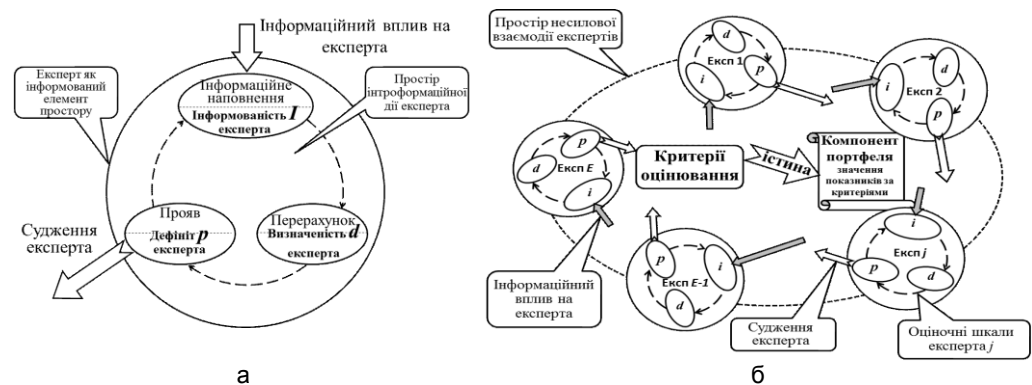 Інформаційний вплив на
експерта
Експерт як
інформований
елемент
простору
Інформаційне
наповнення
Інформованість I
експерта
Простір
інтроформаційної
дії експерта
Прояв
Дефініт p
експерта
Перерахунок
Визначеність d
експерта
Судження
експерта
а
Простір несилової
взаємодії експертів
d
Експ 1
i
p
d
i
Експ 2
p
p
Експ E
d
i
Критерії
оцінювання
істина
Компонент
портфеля
значення
показників за
критеріями
i
Експ j
p
d
p
i
Експ E-1
d
Інформаційний
вплив на
експерта
Судження
експерта
Оціночні шкали
експерта j
б